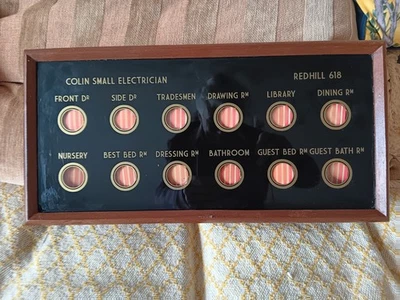 COLIN SMALL ELECTRICIAN REDHILL 618
FRONT Dᴿ SIDE Dᴿ TRADESMEN DRAWING Rᴹ LIBRARY DINING Rᴹ
NURSERY BEST BED Rᴹ DRESSING Rᴹ BATHROOM GUEST BED Rᴹ GUEST BATH Rᴹ